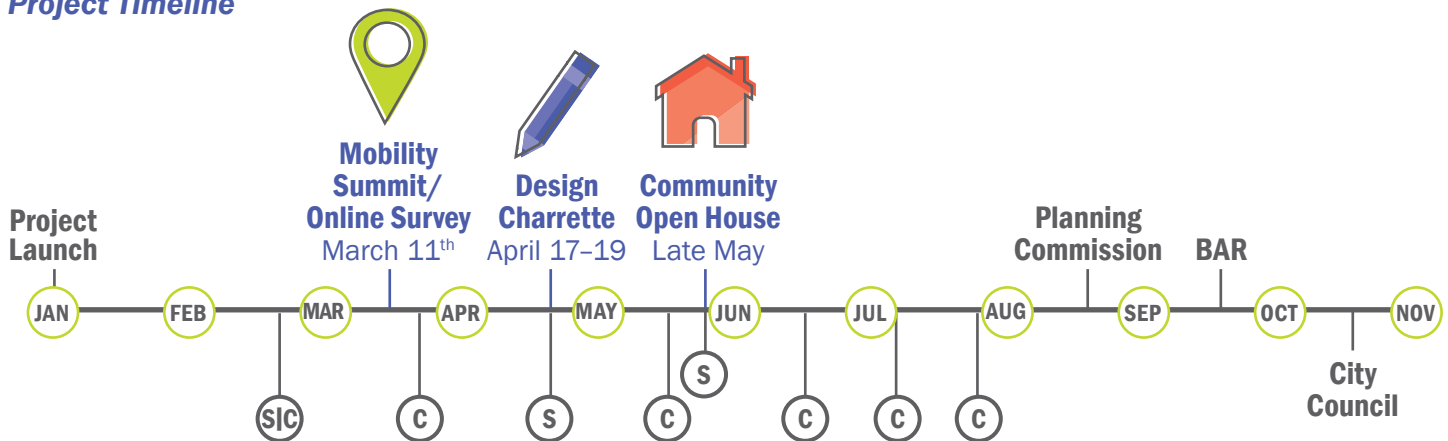 Project Timeline
Mobility
Summit/
Online Survey
March 11th
Design
Charrette
April 17–19
Community
Open House
Late May
Project
Launch
Planning
Commission
BAR
JAN
FEB
MAR
APR
MAY
JUN
JUL
AUG
SEP
OCT
NOV
S|C
C
S
C
S
C
C
C
City
Council